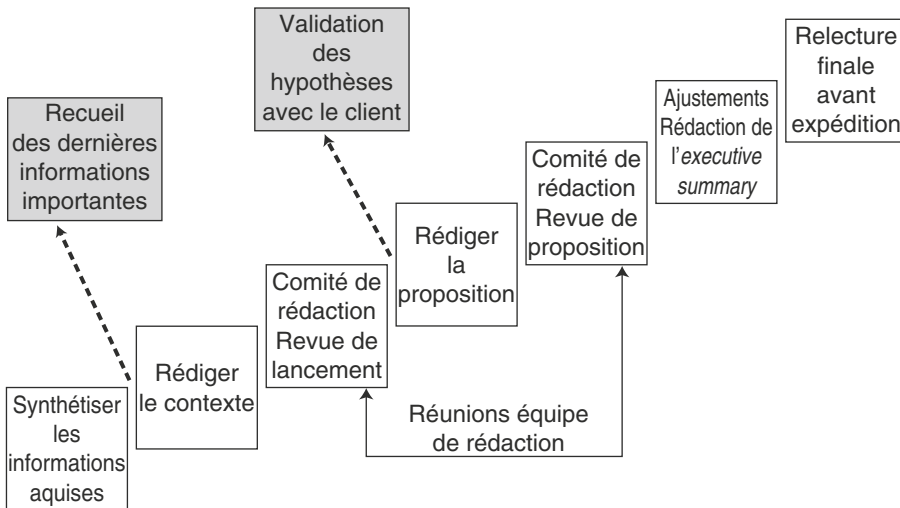 Validation
des
hypothèses
avec le client
Relecture
finale
avant
expédition
Recueil
des dernières
informations
importantes
Ajustements
Rédaction de
l'executive
summary
Comité de
rédaction
Revue de
proposition
Rédiger
la
proposition
Comité de
rédaction
Revue de
lancement
Rédiger
le contexte
Synthétiser
les
informations
aquises
Réunions équipe
de rédaction